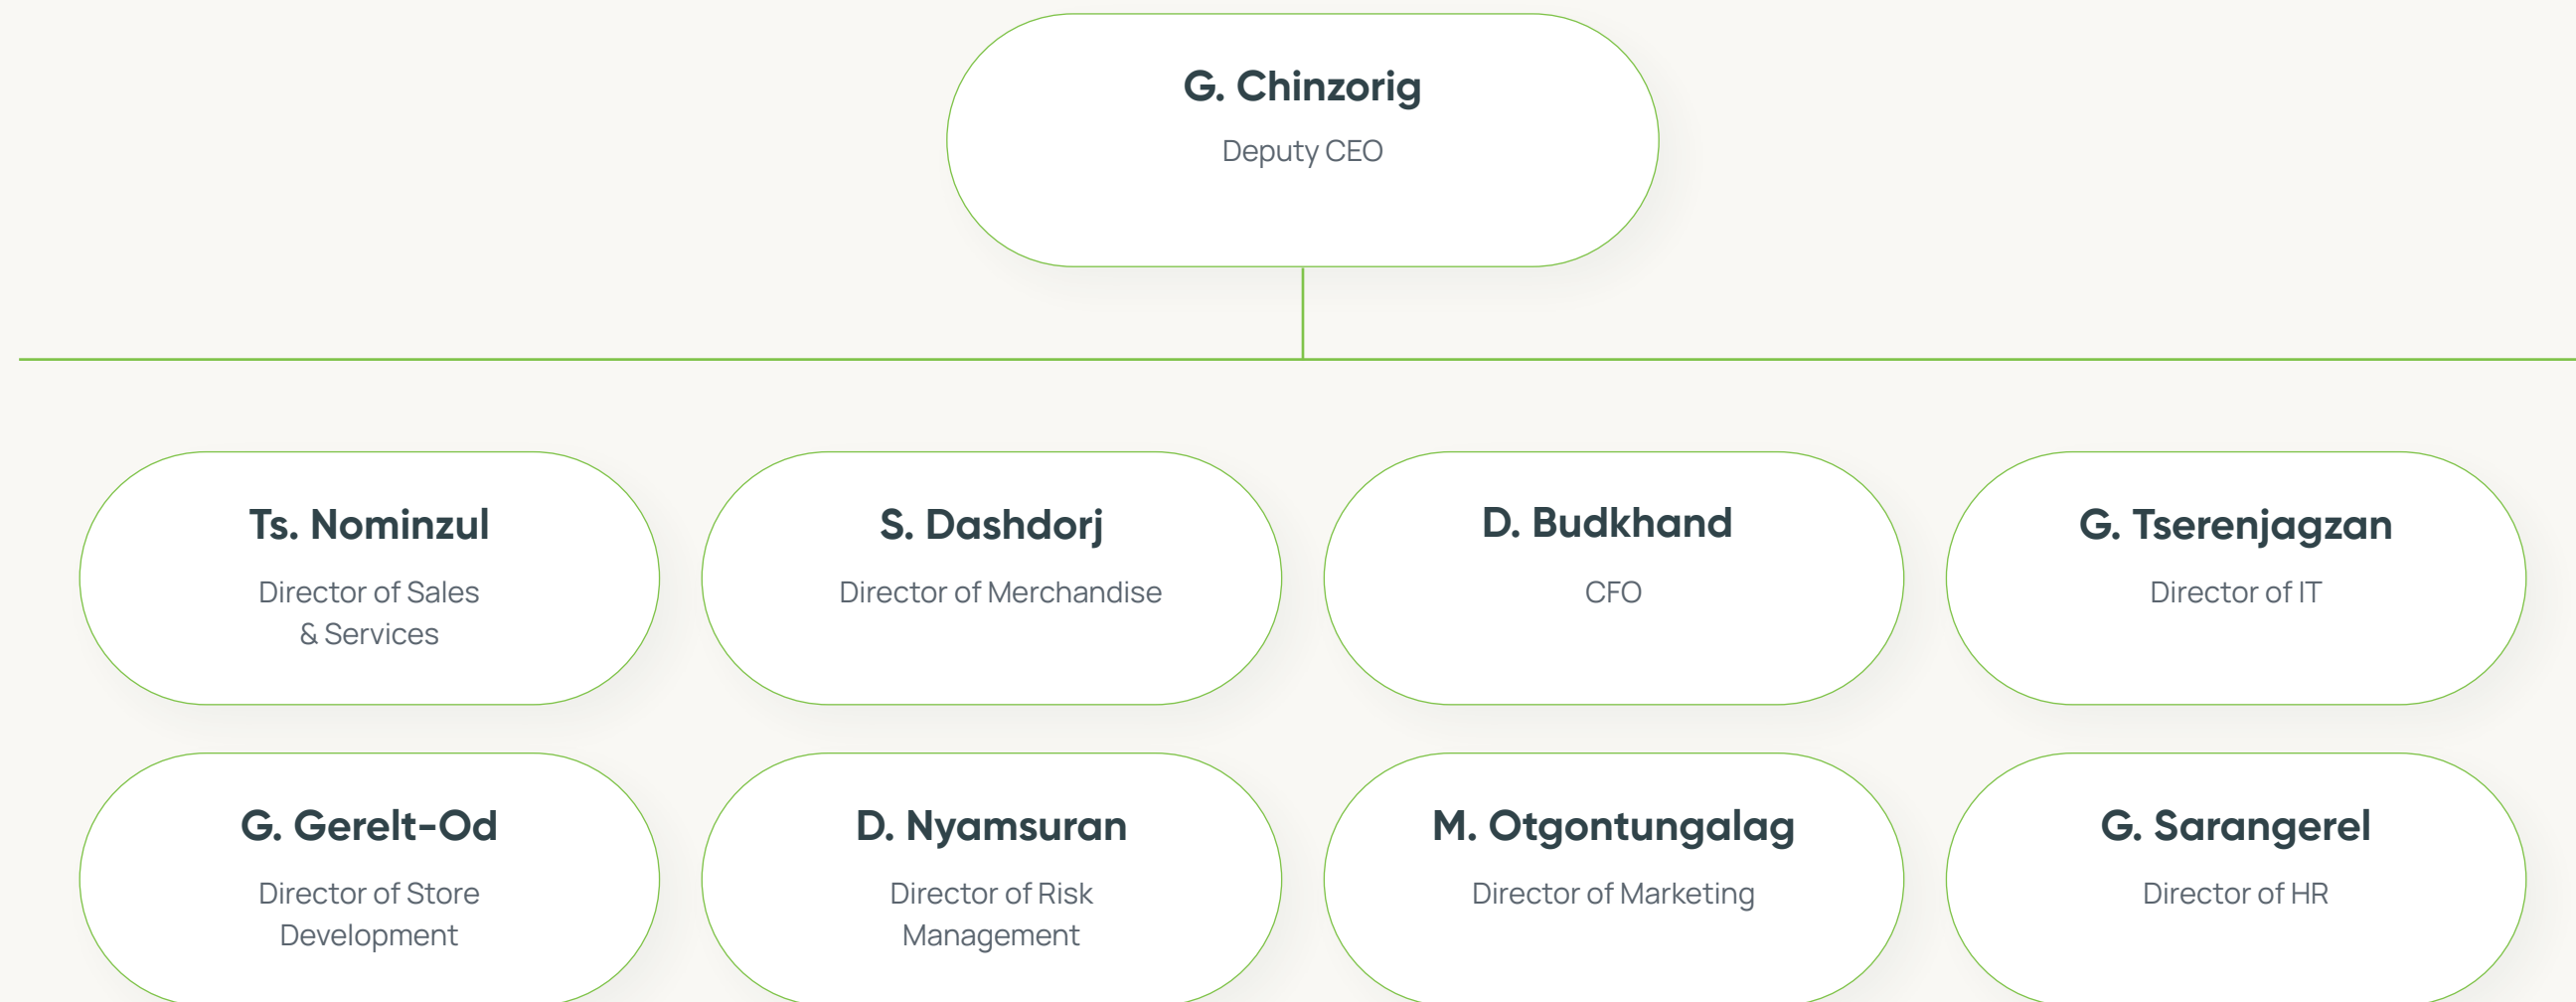 G. Chinzorig
Deputy CEO
Ts. Nominzul
Director of Sales
& Services
S. Dashdorj
Director of Merchandise
D. Budkhand
CFO
G. Tserenjagzan
Director of IT
G. Gerelt-Od
Director of Store
Development
D. Nyamsuran
Director of Risk
Management
M. Otgontungalag
Director of Marketing
G. Sarangerel
Director of HR